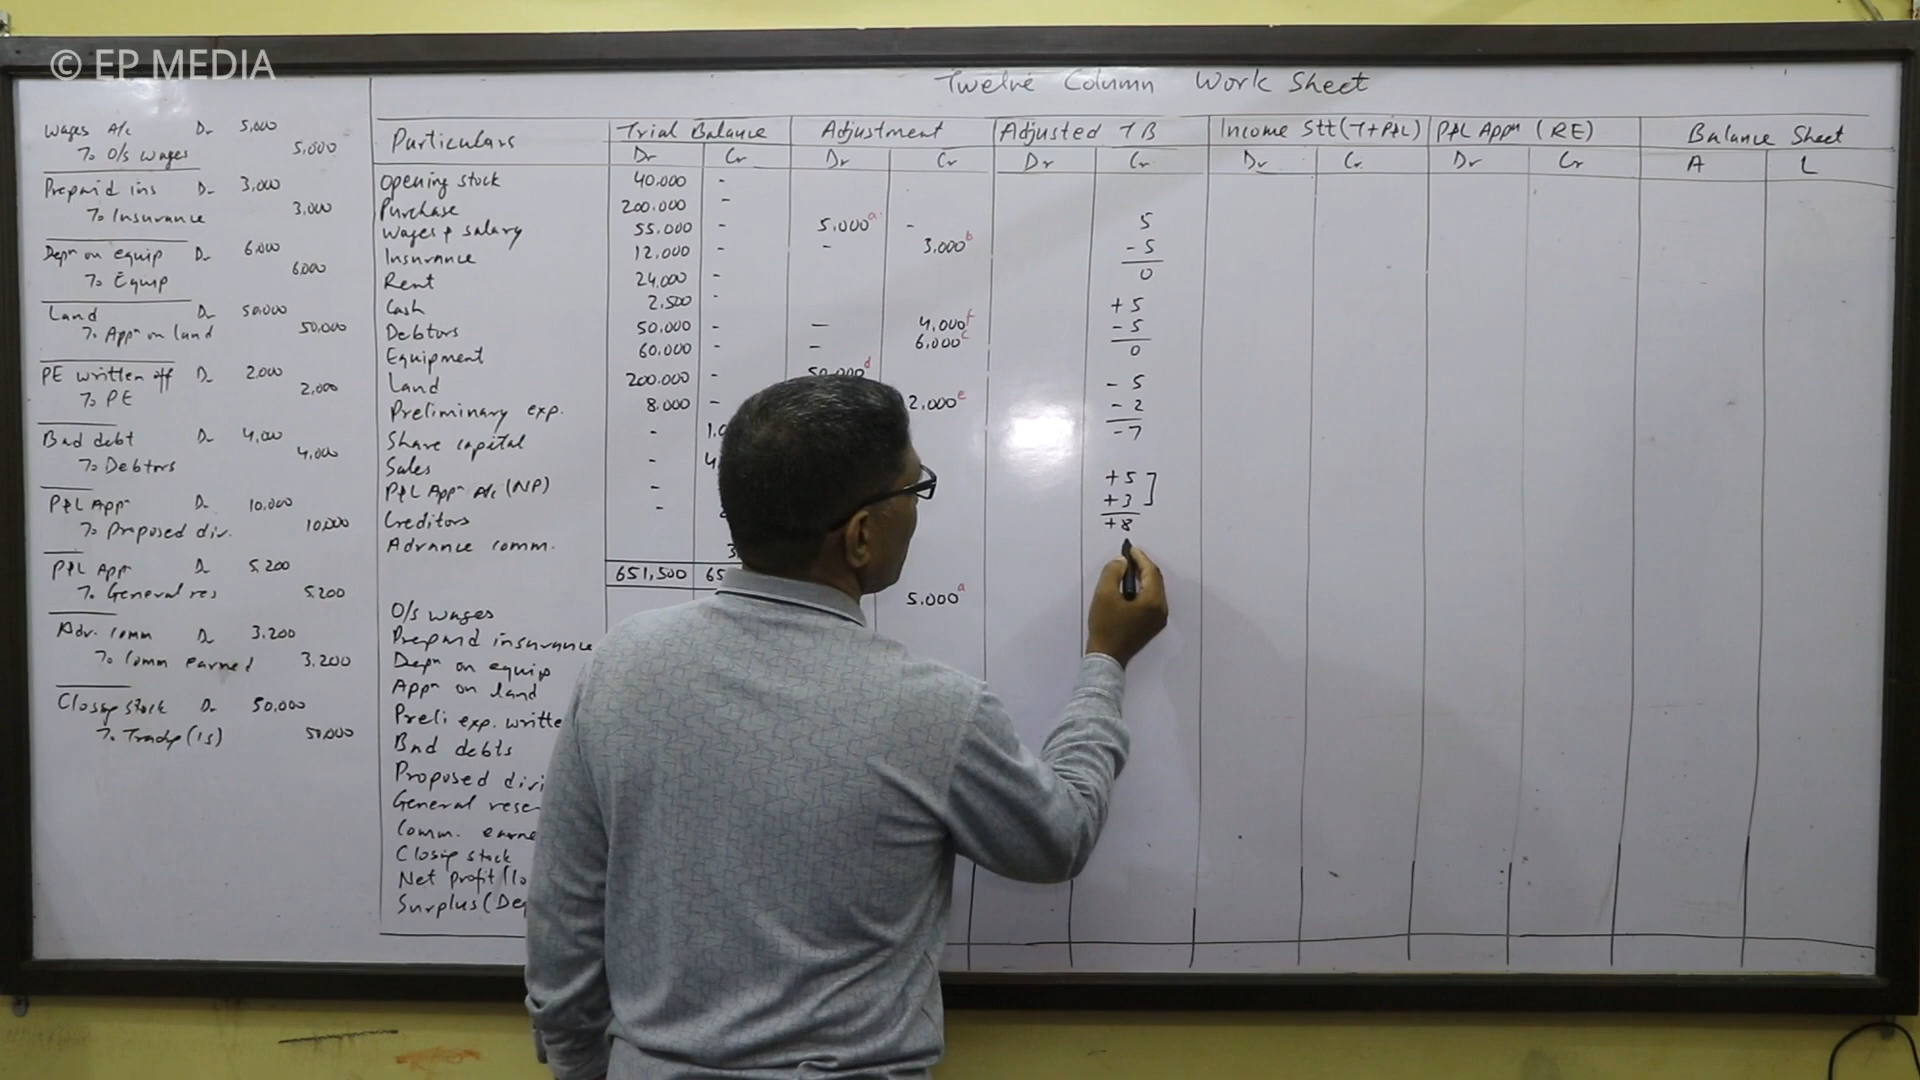 © EP MEDIA
Twelve Column Work Sheet
Wages A/c Dr 5,000
To O/s wages 5,000
Prepaid ins Dr 3,000
To Insurance 3,000
Depn on equip Dr 6,000
To Equip 6,000
Land Dr 50,000
To Appn on land 50,000
PE written off Dr 2,000
To PE 2,000
Bad debt Dr 4,000
To Debtors 4,000
P&L Appn Dr 10,000
To Proposed div. 10,000
P&L Appn Dr 5,200
To General res 5,200
Adv. comm Dr 3,200
To Comm earned 3,200
Closing stock Dr 50,000
To Trading (IS) 50,000
Particulars Trial Balance Adjustment Adjusted TB Income Stt (T+P&L) P&L Appn (RE) Balance Sheet
Dr Cr Dr Cr Dr Cr Dr Cr Dr Cr A L
Opening stock 40,000 -
Purchase 200,000 -
Wages & salary 55,000 - 5,000 a - 5
Insurance 12,000 - - 3,000 b - 5
Rent 24,000 - 0
Cash 2,500 - + 5
Debtors 50,000 - - 4,000 f - 5
Equipment 60,000 - - 6,000 c 0
Land 200,000 - 50,000 d - 5
Preliminary exp. 8,000 - 2,000 e - 2
Share capital - - 7
Sales - + 5
P&L Appn A/c (NP) - + 3
Creditors - + 8
Advance comm.
651,500
O/s wages 5,000 a
Prepaid insurance
Depn on equip
Appn on land
Preli exp. writte
Bad debts
Proposed divi
General rese
Comm. earne
Closing stock
Net Profit
Surplus